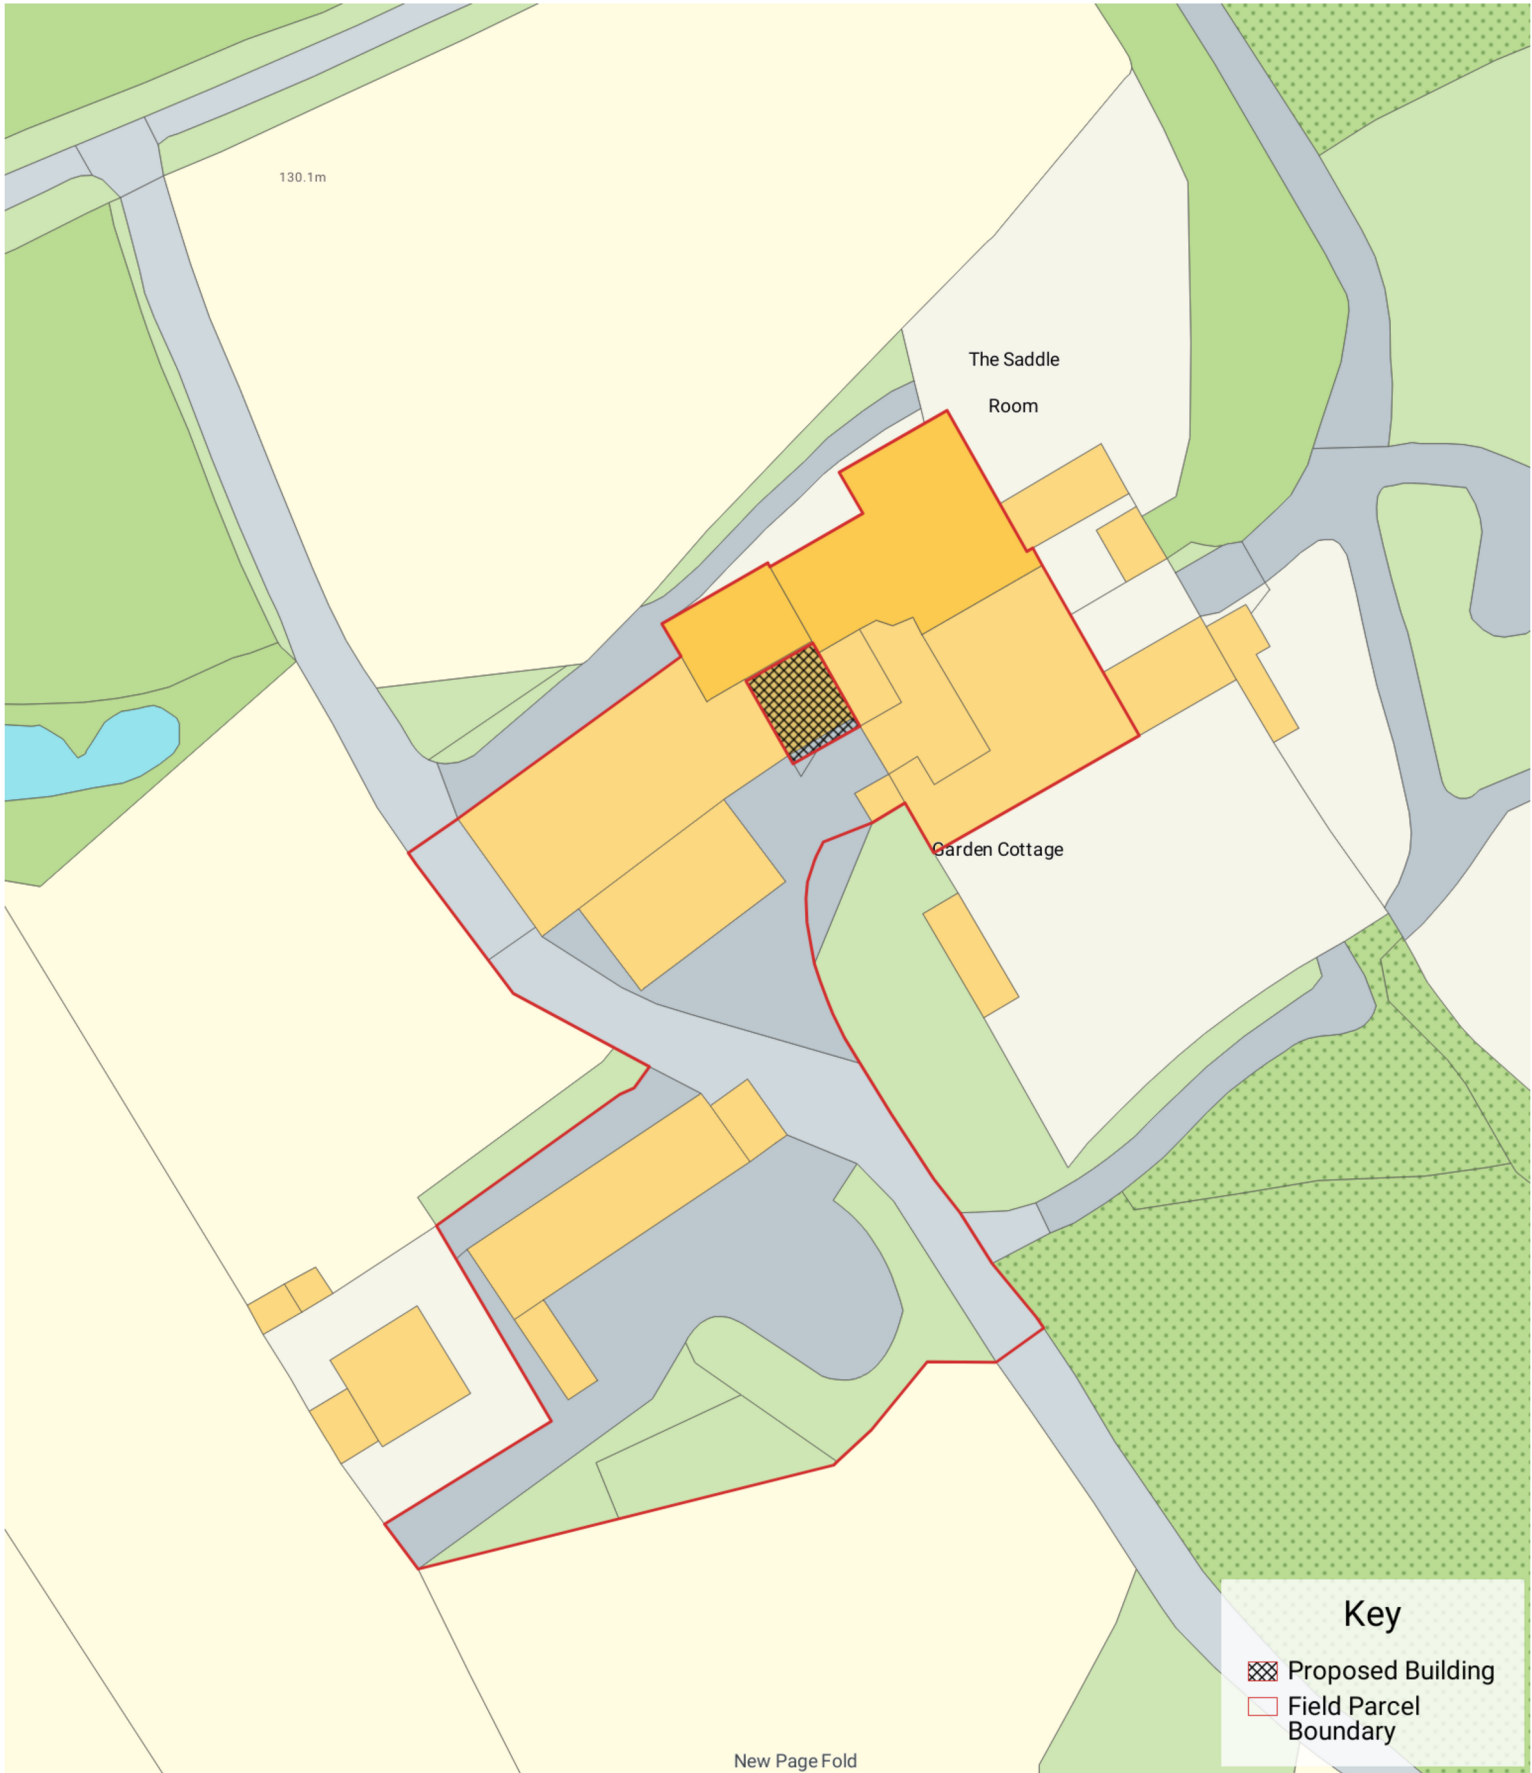 130.1m
The Saddle
Room
Garden Cottage
Key
Proposed Building
Field Parcel
Boundary
New Page Fold